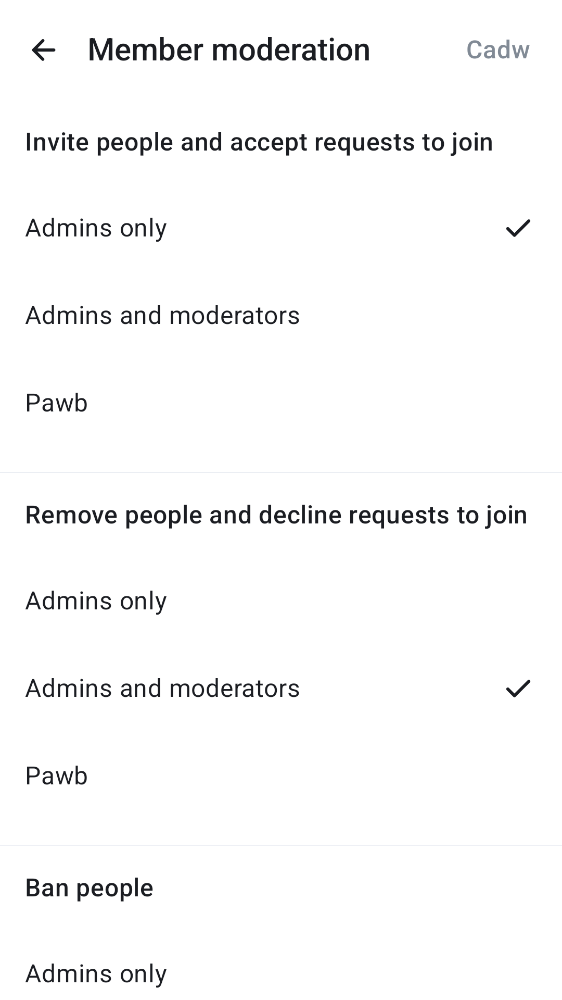 Member moderation
Cadw
Invite people and accept requests to join
Admins only
Admins and moderators
Pawb
Remove people and decline requests to join
Admins only
Admins and moderators
Pawb
Ban people
Admins only